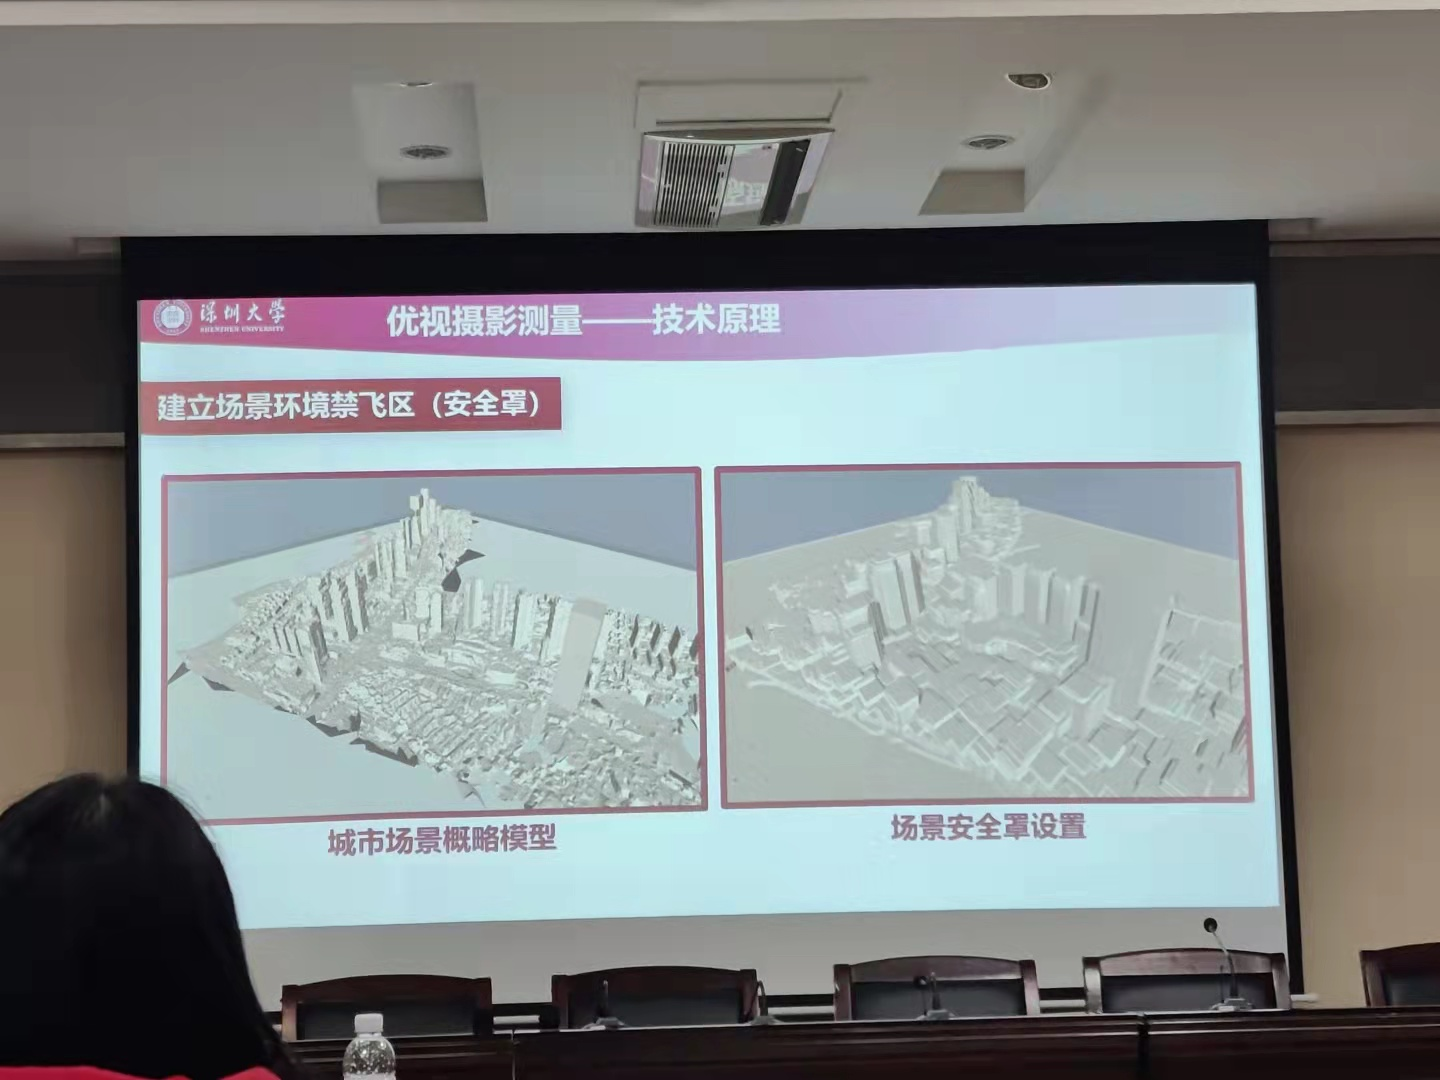 深圳大学
SHENZHEN UNIVERSITY
优视摄影测量——技术原理
建立场景环境禁飞区（安全罩）
城市场景概略模型
场景安全罩设置